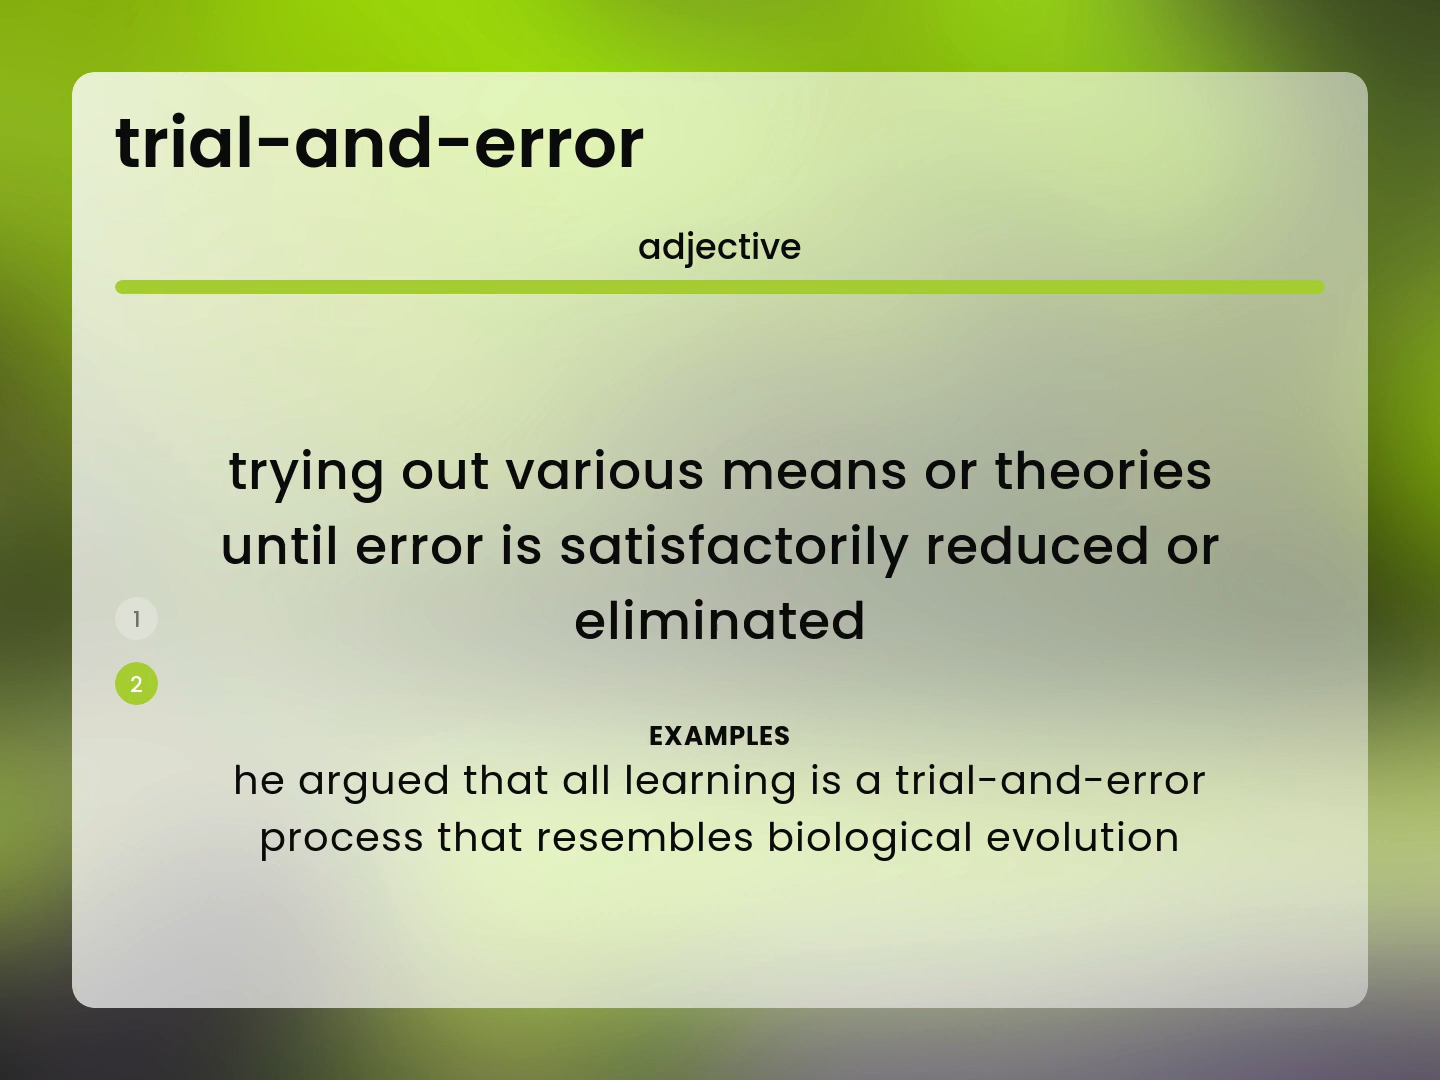 trial-and-error
adjective
trying out various means or theories
until error is satisfactorily reduced or
eliminated
1
2
EXAMPLES
he argued that all learning is a trial-and-error
process that resembles biological evolution